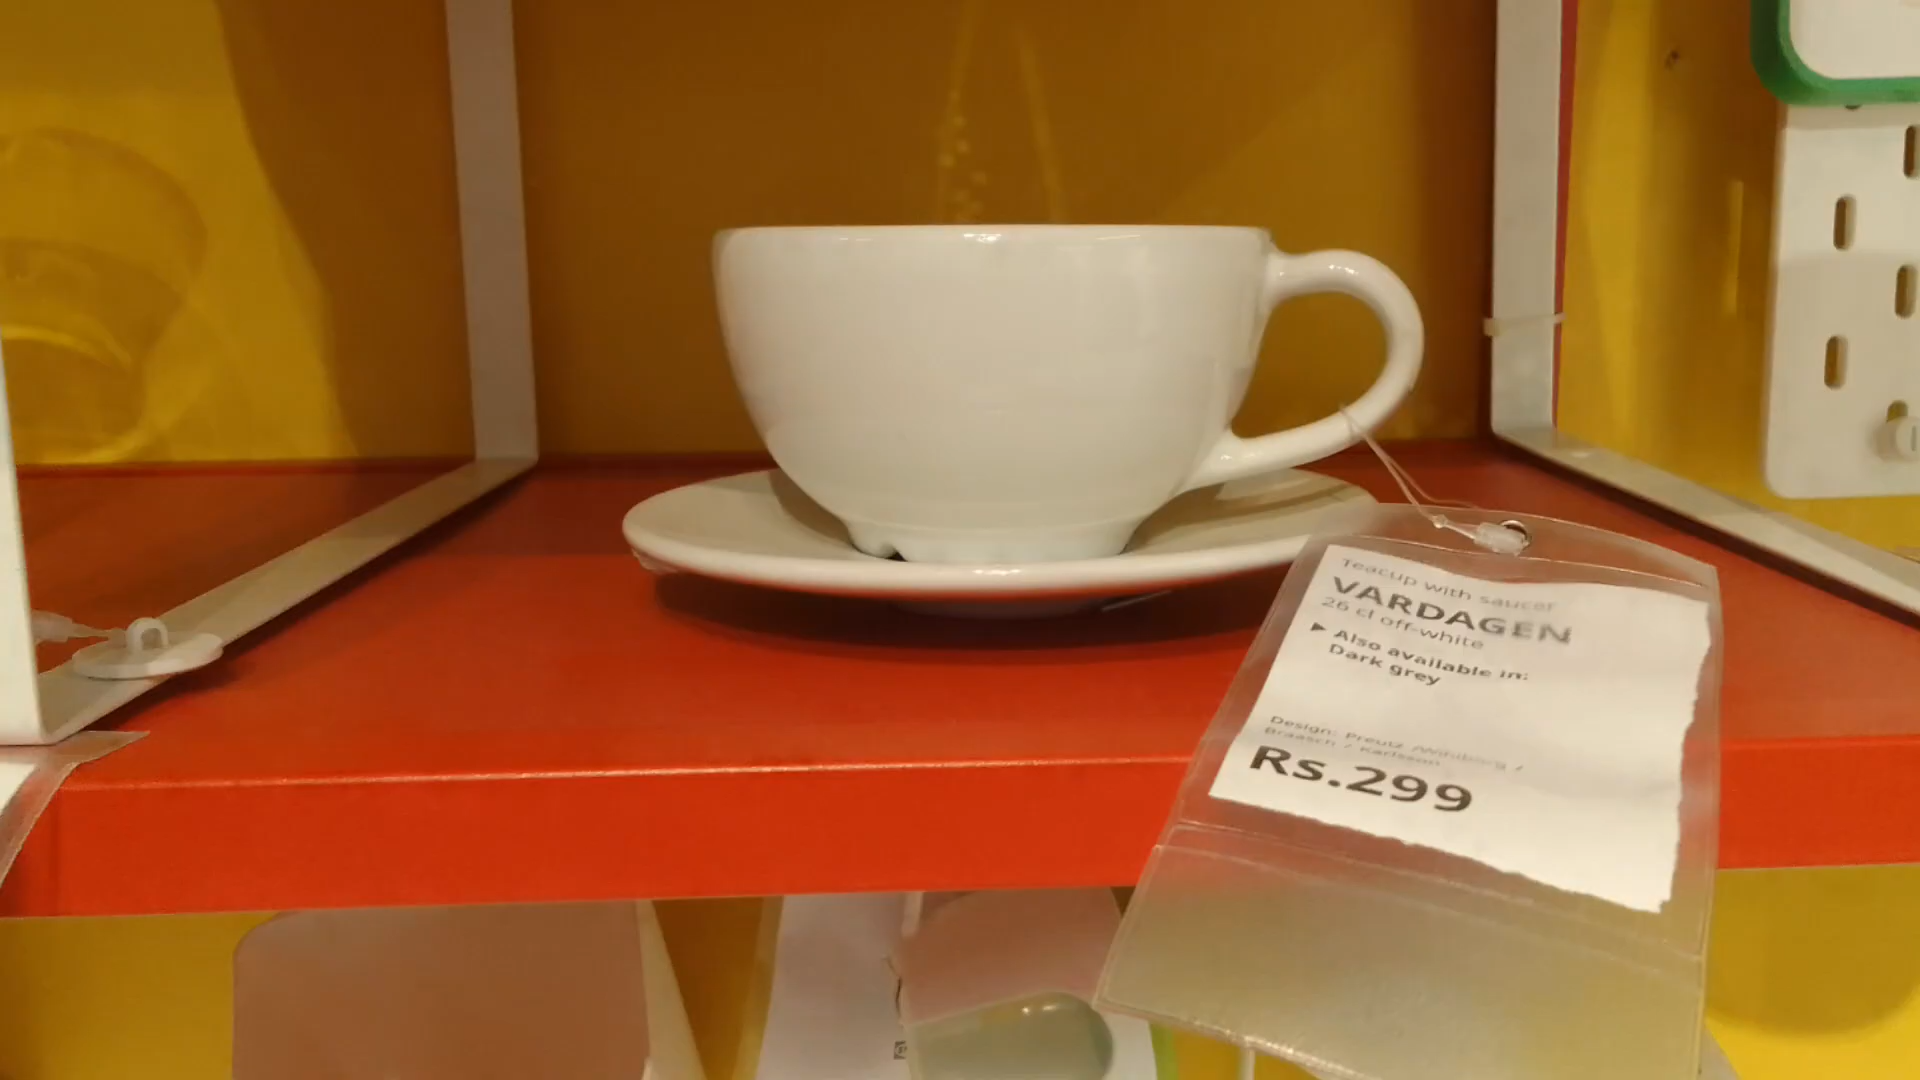 Teacup with saucer
VARDAGEN
26 cl off-white
► Also available in:
Dark grey
Design: Preutz /Wihlborg /
Braasch / Karlsson
Rs.299